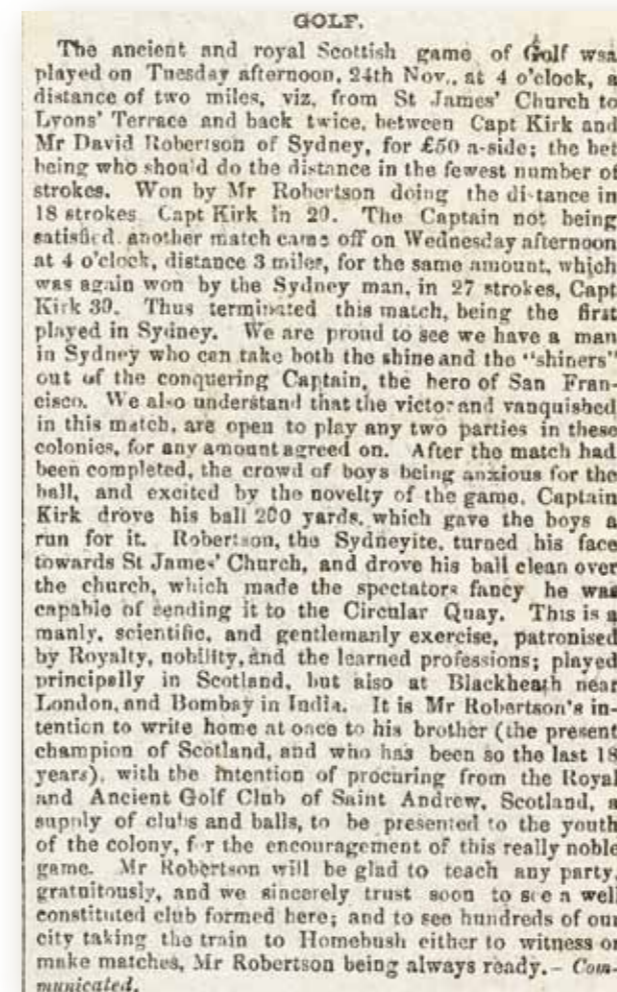 GOLF.
The ancient and royal Scottish game of Golf wsa
played on Tuesday afternoon, 24th Nov., at 4 o'clock, a
distance of two miles, viz. from St James' Church to
Lyons' Terrace and back twice, between Capt Kirk and
Mr David Robertson of Sydney, for £50 a-side; the bet
being who should do the distance in the fewest number of
strokes. Won by Mr Robertson doing the distance in
18 strokes Capt Kirk in 20. The Captain not being
satisfied another match came off on Wednesday afternoon
at 4 o'clock, distance 3 miles, for the same amount, which
was again won by the Sydney man, in 27 strokes, Capt
Kirk 30. Thus terminated this match, being the first
played in Sydney. We are proud to see we have a man
in Sydney who can take both the shine and the "shiners"
out of the conquering Captain, the hero of San Fran-
cisco. We also understand that the victor and vanquished
in this match, are open to play any two parties in these
colonies, for any amount agreed on. After the match had
been completed, the crowd of boys being anxious for the
ball, and excited by the novelty of the game, Captain
Kirk drove his ball 200 yards, which gave the boys a
run for it. Robertson, the Sydneyite, turned his face
towards St James' Church, and drove his ball clean over
the church, which made the spectators fancy he was
capable of sending it to the Circular Quay. This is a
manly, scientific, and gentlemanly exercise, patronised
by Royalty, nobility, and the learned professions; played
principally in Scotland, but also at Blackheath near
London, and Bombay in India. It is Mr Robertson's in-
tention to write home at once to his brother (the present
champion of Scotland, and who has been so the last 18
years), with the intention of procuring from the Royal
and Ancient Golf Club of Saint Andrew, Scotland, a
supply of clubs and balls, to be presented to the youth
of the colony, for the encouragement of this really noble
game. Mr Robertson will be glad to teach any party,
gratuitously, and we sincerely trust soon to see a well
constituted club formed here; and to see hundreds of our
city taking the train to Homebush either to witness or
make matches, Mr Robertson being always ready.- Com-
municated.